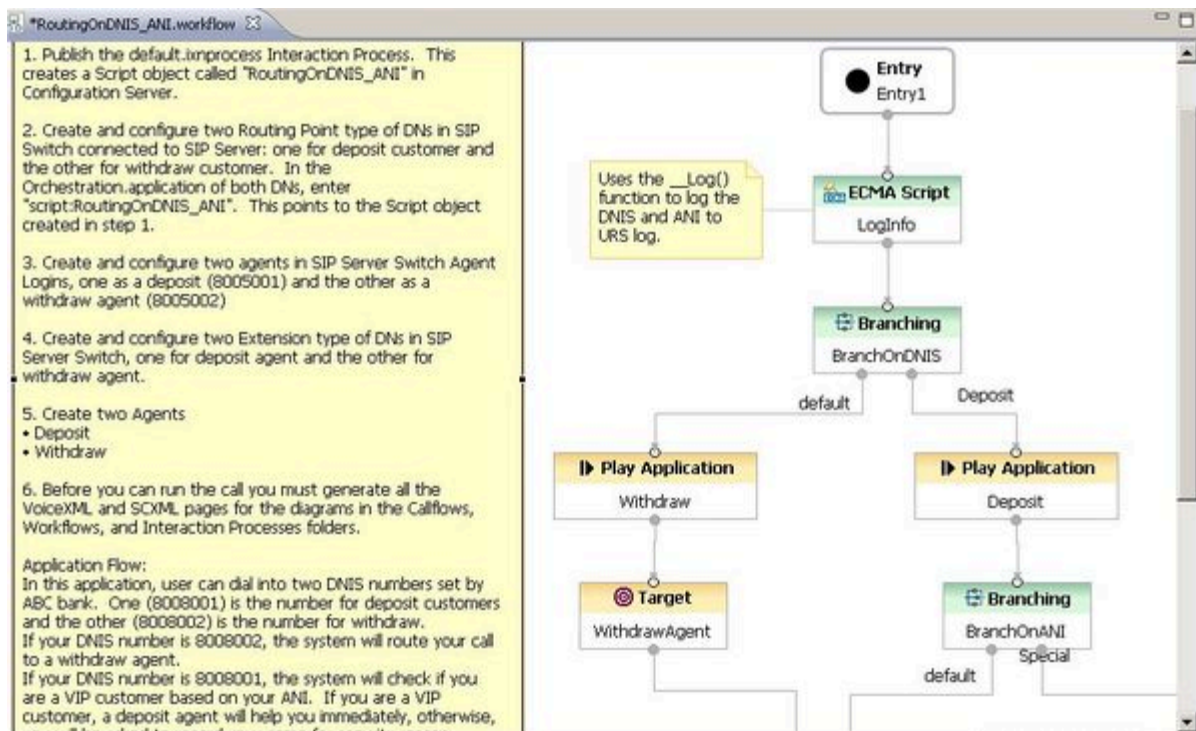 *RoutingOnDNIS_ANI.workflow
1. Publish the default.ixnprocess Interaction Process. This
creates a Script object called "RoutingOnDNIS_ANI" in
Configuration Server.
2. Create and configure two Routing Point type of DNs in SIP
Switch connected to SIP Server: one for deposit customer and
the other for withdraw customer. In the
Orchestration.application of both DNs, enter
"script:RoutingOnDNIS_ANI". This points to the Script object
created in step 1.
3. Create and configure two agents in SIP Server Switch Agent
Logins, one as a deposit (8005001) and the other as a
withdraw agent (8005002)
4. Create and configure two Extension type of DNs in SIP
Server Switch, one for deposit agent and the other for
withdraw agent.
5. Create two Agents
• Deposit
• Withdraw
6. Before you can run the call you must generate all the
VoiceXML and SCXML pages for the diagrams in the Callflows,
Workflows, and Interaction Processes folders.
Application Flow:
In this application, user can dial into two DNIS numbers set by
ABC bank. One (8008001) is the number for deposit customers
and the other (8008002) is the number for withdraw.
If your DNIS number is 8008002, the system will route your call
to a withdraw agent.
If your DNIS number is 8008001, the system will check if you
are a VIP customer based on your ANI. If you are a VIP
customer, a deposit agent will help you immediately, otherwise,
Entry
Entry1
Uses the __Log()
function to log the
DNIS and ANI to
URS log.
ECMA Script
LogInfo
Branching
BranchOnDNIS
default
Deposit
Play Application
Withdraw
Play Application
Deposit
Target
WithdrawAgent
Branching
BranchOnANI
Special
default